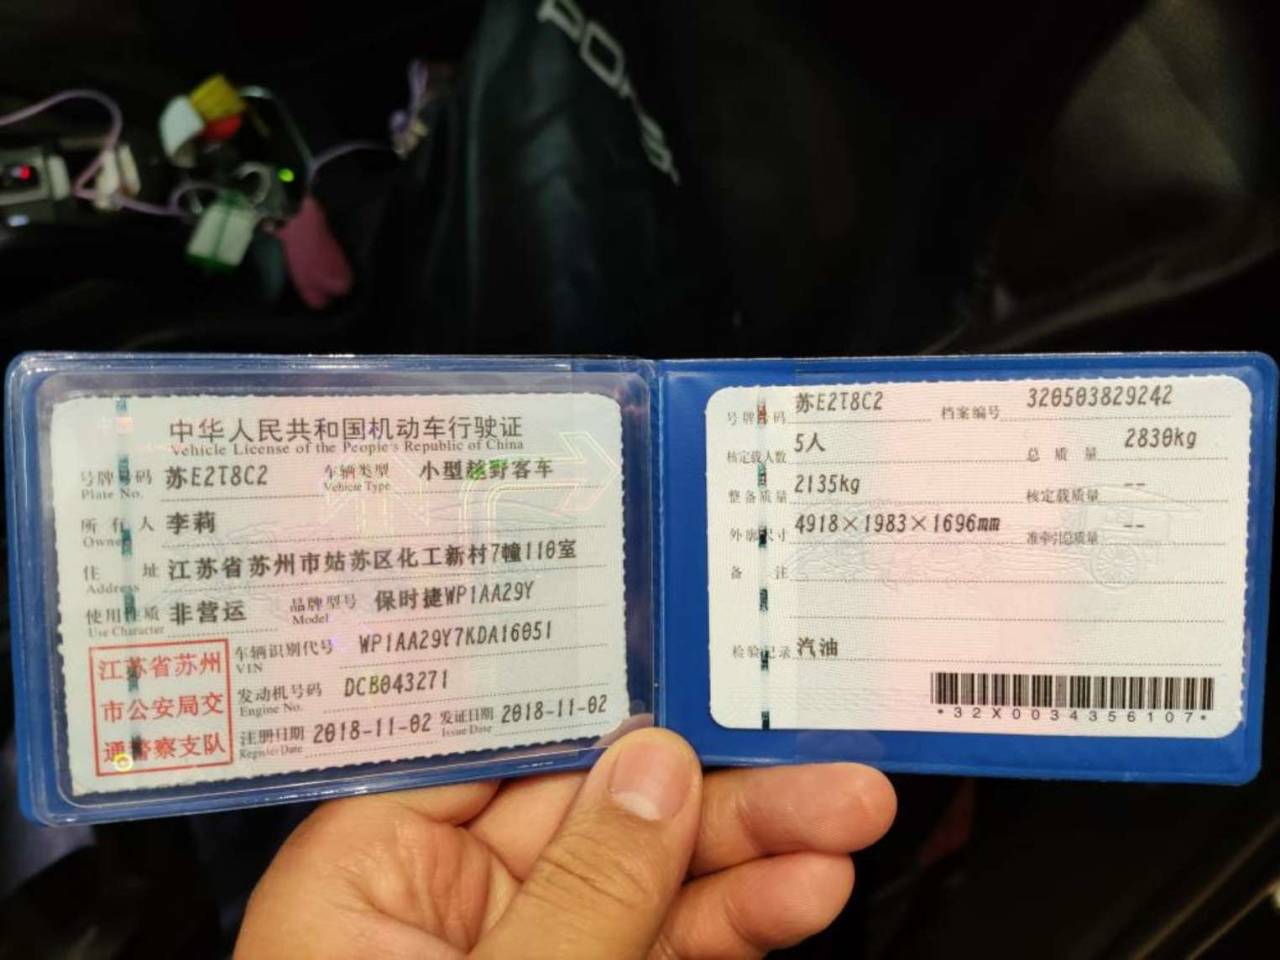 中华人民共和国机动车行驶证
Vehicle License of the People's Republic of China
号牌号码 苏E2T8C2 车辆类型 小型越野客车
Plate No. Vehicle Type
所有人 李莉
Owner
住址 江苏省苏州市姑苏区化工新村7幢110室
Address
使用性质 非营运 品牌型号 保时捷WP1AA29Y
Use Character Model
江苏省苏州
市公安局交
通警察支队
车辆识别代号 WP1AA29Y7KDA16051
VIN
发动机号码 DCB043271
Engine No.
注册日期 2018-11-02 发证日期 2018-11-02
Register Date Issue Date
号牌号码 苏E2T8C2 档案编号 320503829242
核定载人数 5人 总质量 2830kg
整备质量 2135kg 核定载质量 --
外廓尺寸 4918×1983×1696mm 准牵引总质量 --
备注
检验记录 汽油
*32X0034356107*